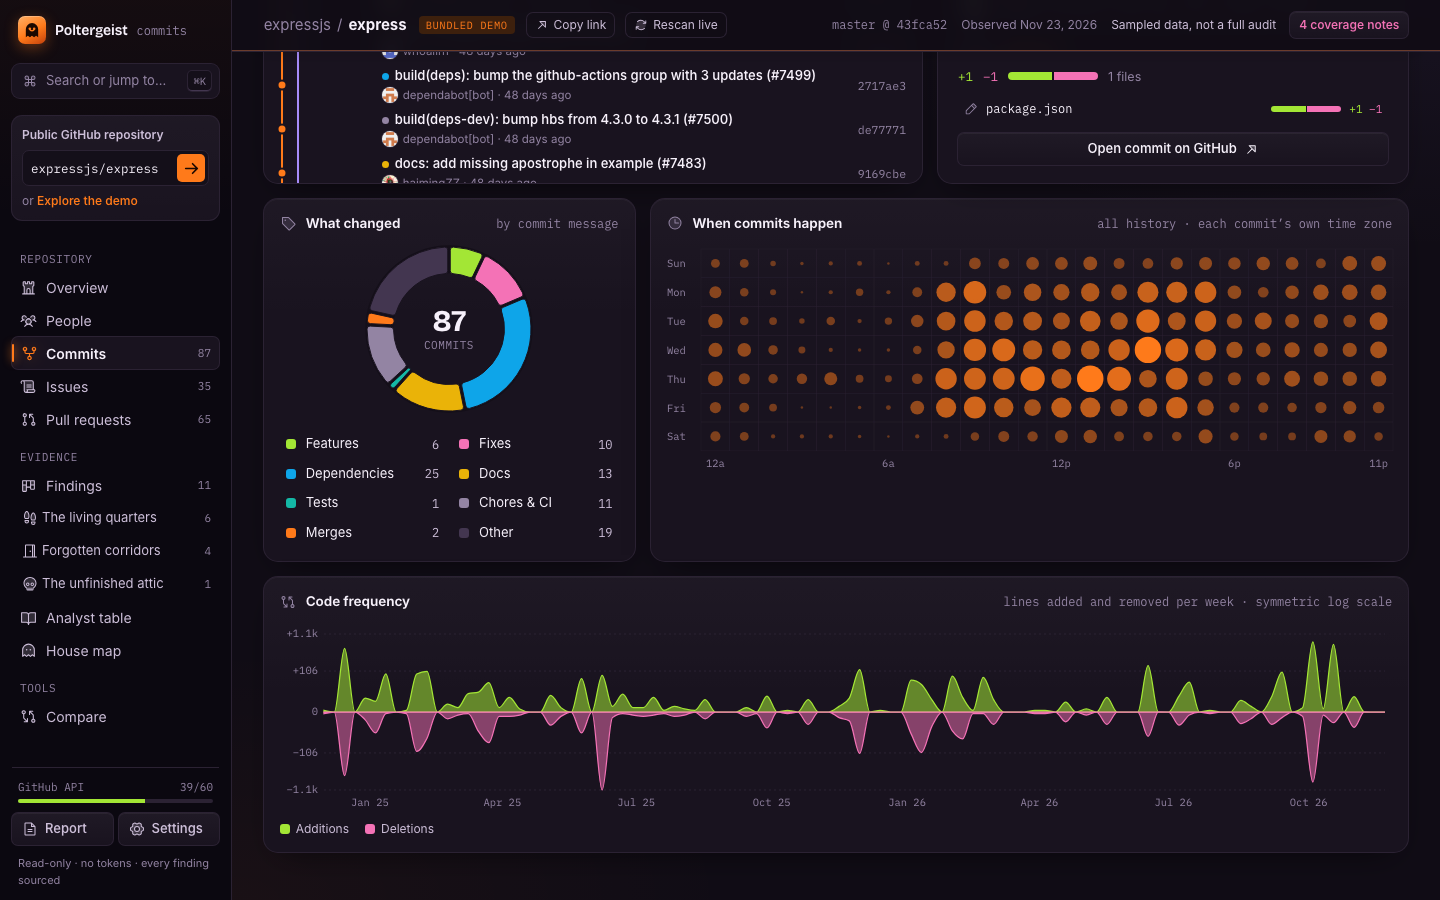 Poltergeist commits
Search or jump to...
⌘K
Public GitHub repository
expressjs/express
or Explore the demo
REPOSITORY
Overview
People
Commits 87
Issues 35
Pull requests 65
EVIDENCE
Findings 11
The living quarters 6
Forgotten corridors 4
The unfinished attic 1
Analyst table
House map
TOOLS
Compare
GitHub API 39/60
Report
Settings
Read-only · no tokens · every finding
sourced
expressjs / express
BUNDLED DEMO
Copy link
Rescan live
master @ 43fca52
Observed Nov 23, 2026
Sampled data, not a full audit
4 coverage notes
build(deps): bump the github-actions group with 3 updates (#7499)
dependabot[bot] · 48 days ago
2717ae3
build(deps-dev): bump hbs from 4.3.0 to 4.3.1 (#7500)
dependabot[bot] · 48 days ago
de77771
docs: add missing apostrophe in example (#7483)
9169cbe
+1 −1 1 files
package.json +1 −1
Open commit on GitHub
What changed
by commit message
87
COMMITS
Features 6
Fixes 10
Dependencies 25
Docs 13
Tests 1
Chores & CI 11
Merges 2
Other 19
When commits happen
all history · each commit's own time zone
Sun
Mon
Tue
Wed
Thu
Fri
Sat
12a 6a 12p 6p 11p
Code frequency
lines added and removed per week · symmetric log scale
+1.1k
+106
0
−106
−1.1k
Jan 25 Apr 25 Jul 25 Oct 25 Jan 26 Apr 26 Jul 26 Oct 26
Additions
Deletions